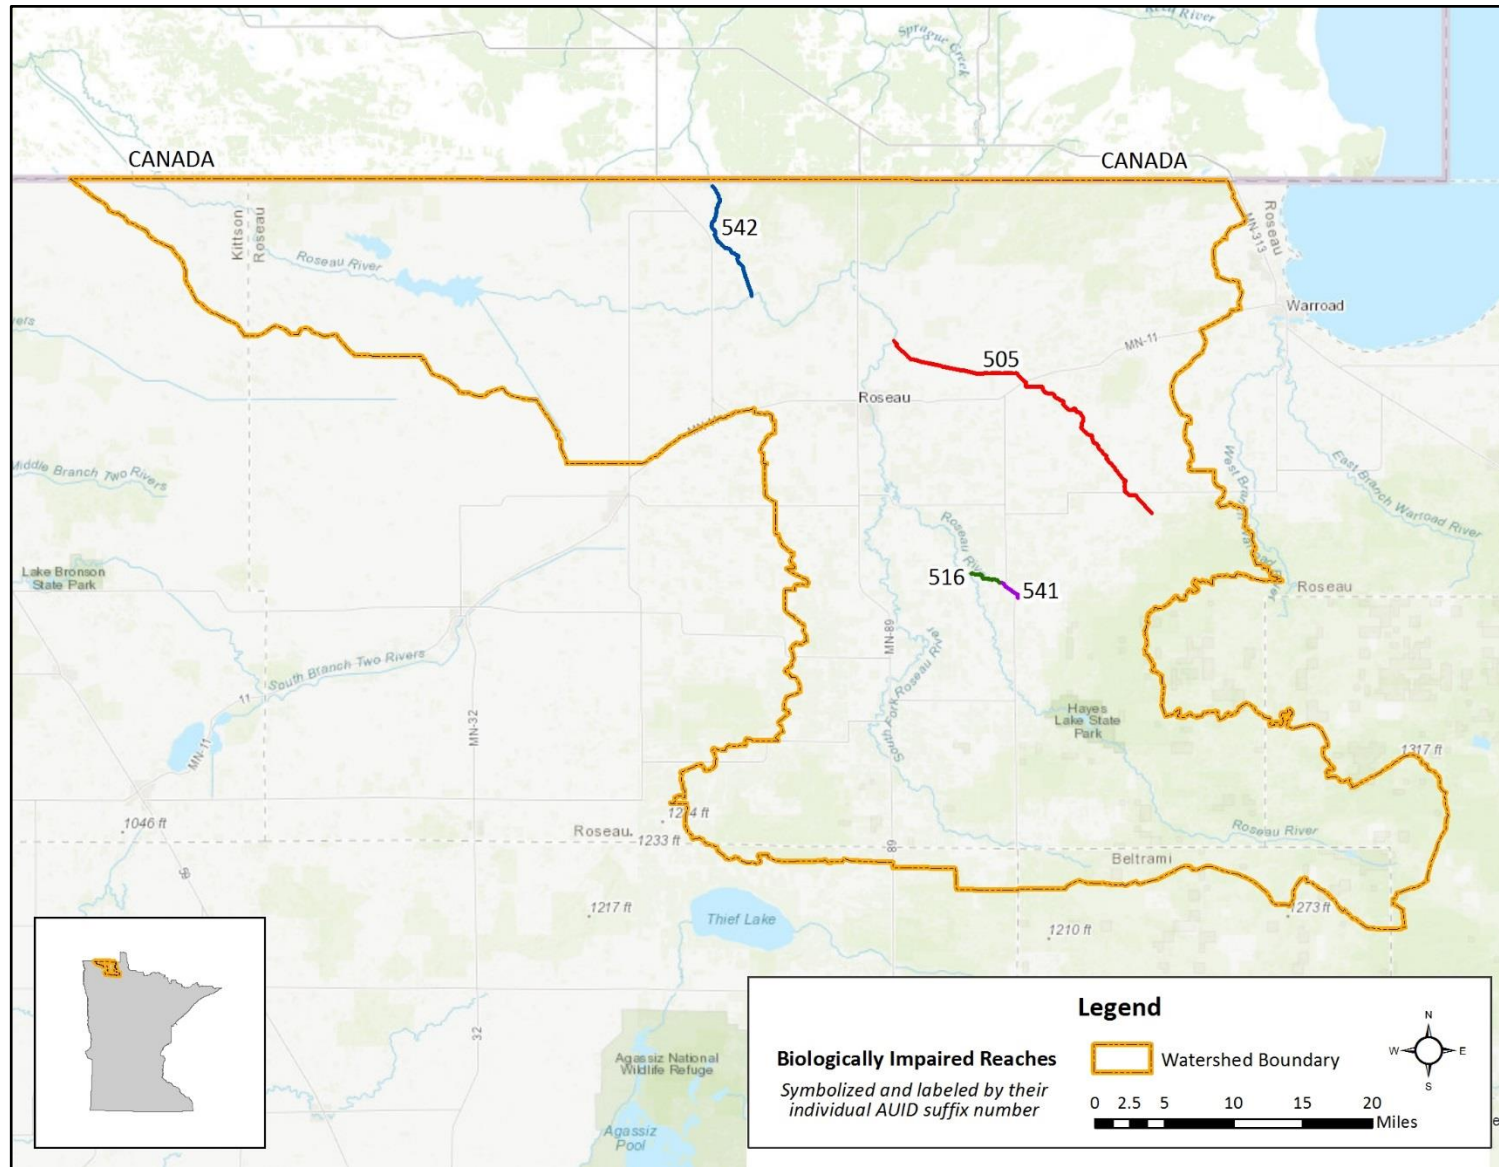 Reed River
Sprague
Creek
CANADA
CANADA
Kittson
Roseau
Roseau River
542
Roseau
MN-313
Warroad
MN-11
505
Roseau
East Branch Warroad River
Middle Branch Two Rivers
Roseau River
Lake Bronson
State Park
516
541
Roseau
MN-89
South Fork Roseau River
South Branch Two Rivers
11
MN-11
MN-32
Hayes
Lake State
Park
1317 ft
1046 ft
Roseau
1233 ft
89
Roseau River
Beltrami
59
1217 ft
Thief Lake
1273 ft
1210 ft
32
Agassiz National
Wildlife Refuge
Agassiz
Pool
Legend
Biologically Impaired Reaches
Symbolized and labeled by their
individual AUID suffix number
Watershed Boundary
0 2.5 5 10 15 20
Miles
N
W E
S